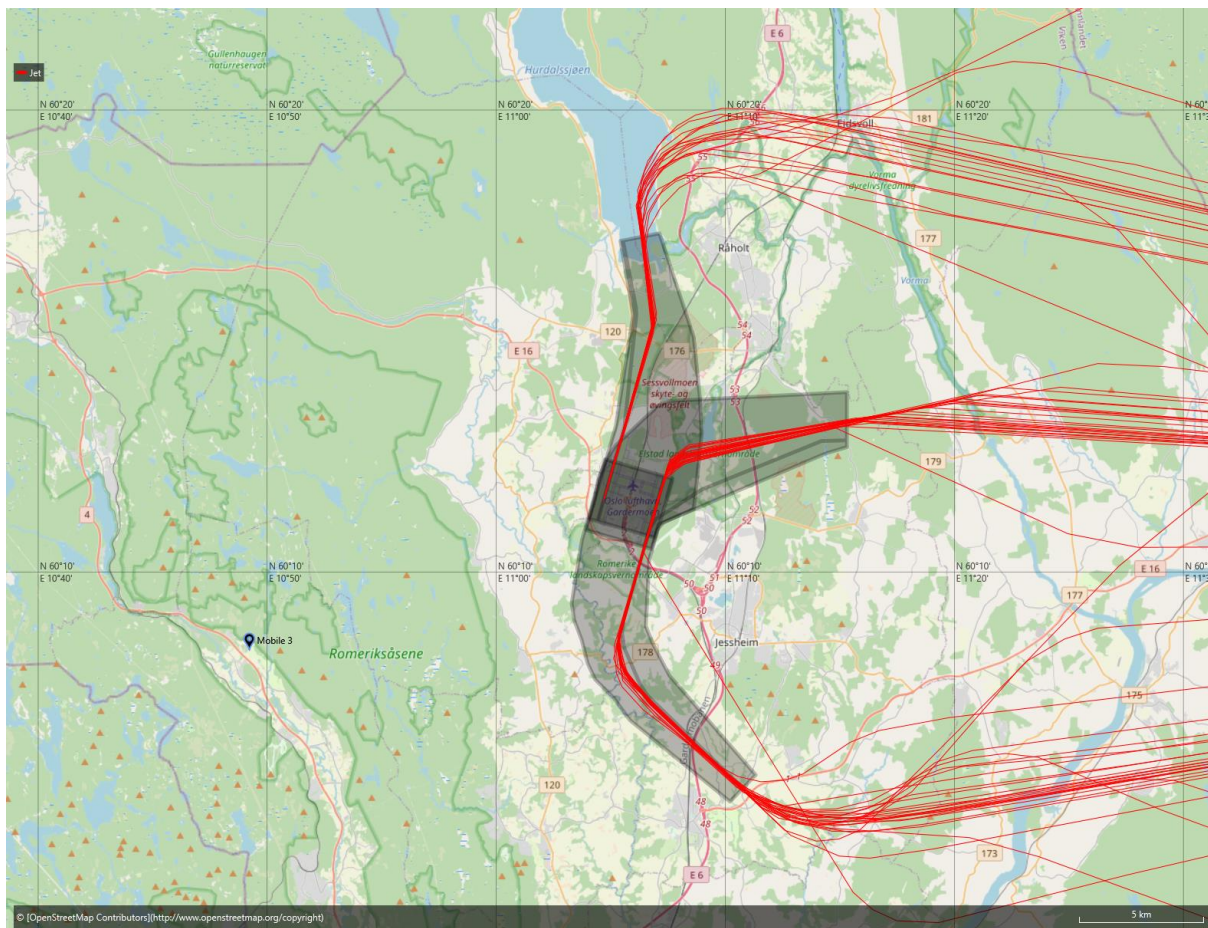 Gullenhaugen
naturreservat
Hurdalssjøen
E 6
Jet
N 60°20'
E 10°40'
N 60°20'
E 10°50'
N 60°20'
E 11°00'
N 60°20'
E 11°10'
N 60°20'
E 11°20'
Eidsvoll
181
55
Vorma
dyrelivsfredning
177
Råholt
Vorma
120
E 16
54
54
176
Sessvollmoen
skyte- og
øvingsfelt
53
53
179
4
Oslo lufthavn
Gardermoen
52
52
N 60°10'
E 10°40'
N 60°10'
E 10°50'
N 60°10'
E 11°00'
N 60°10'
E 11°10'
N 60°10'
E 11°20'
Romerike
landskapsvernområde
E 16
51
50
50
50
177
Mobile 3
Romeriksåsene
178
Jessheim
49
175
120
48
48
173
E 6
© [OpenStreetMap Contributors](http://www.openstreetmap.org/copyright)
5 km